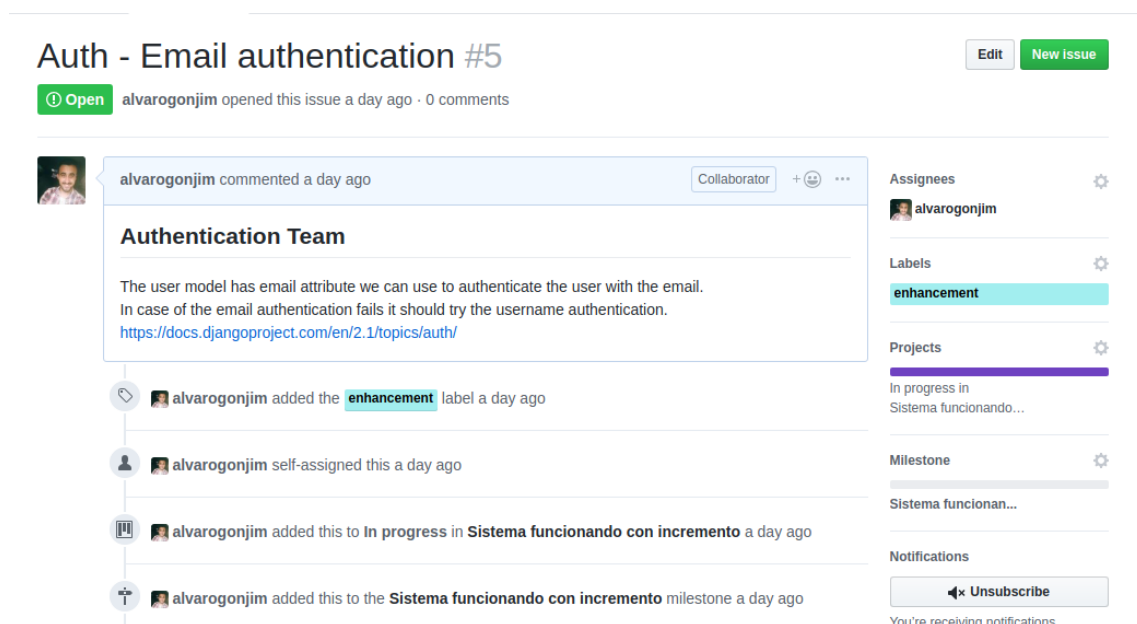 Auth - Email authentication #5
Edit
New issue
Open
alvarogonjim opened this issue a day ago · 0 comments
alvarogonjim commented a day ago
Collaborator
Authentication Team
The user model has email attribute we can use to authenticate the user with the email.
In case of the email authentication fails it should try the username authentication.
https://docs.djangoproject.com/en/2.1/topics/auth/
alvarogonjim added the enhancement label a day ago
alvarogonjim self-assigned this a day ago
alvarogonjim added this to In progress in Sistema funcionando con incremento a day ago
alvarogonjim added this to the Sistema funcionando con incremento milestone a day ago
Assignees
alvarogonjim
Labels
enhancement
Projects
In progress in
Sistema funcionando…
Milestone
Sistema funcionan...
Notifications
Unsubscribe
You're receiving notifications